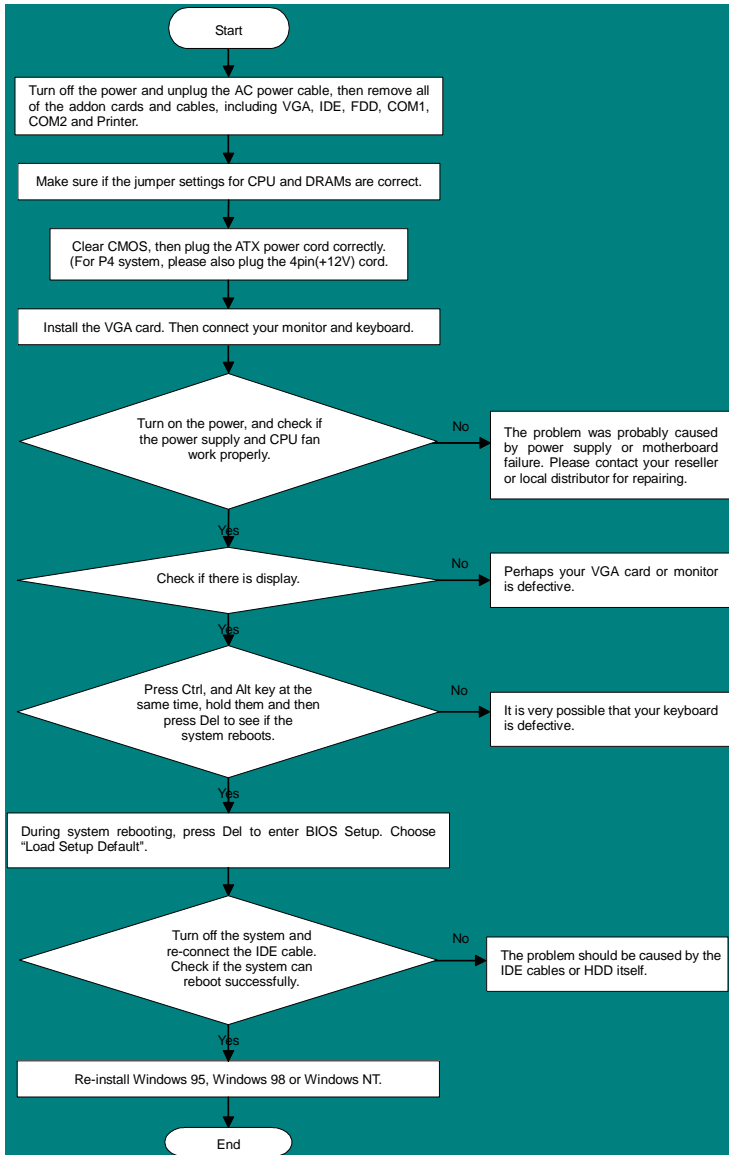 Start
Turn off the power and unplug the AC power cable, then remove all
of the addon cards and cables, including VGA, IDE, FDD, COM1,
COM2 and Printer.
Make sure if the jumper settings for CPU and DRAMs are correct.
Clear CMOS, then plug the ATX power cord correctly.
(For P4 system, please also plug the 4pin(+12V) cord.
Install the VGA card. Then connect your monitor and keyboard.
Turn on the power, and check if
the power supply and CPU fan
work properly.
No
The problem was probably caused
by power supply or motherboard
failure. Please contact your reseller
or local distributor for repairing.
Yes
Check if there is display.
No
Perhaps your VGA card or monitor
is defective.
Yes
Press Ctrl, and Alt key at the
same time, hold them and then
press Del to see if the
system reboots.
No
It is very possible that your keyboard
is defective.
Yes
During system rebooting, press Del to enter BIOS Setup. Choose
“Load Setup Default”.
Turn off the system and
re-connect the IDE cable.
Check if the system can
reboot successfully.
No
The problem should be caused by the
IDE cables or HDD itself.
Yes
Re-install Windows 95, Windows 98 or Windows NT.
End